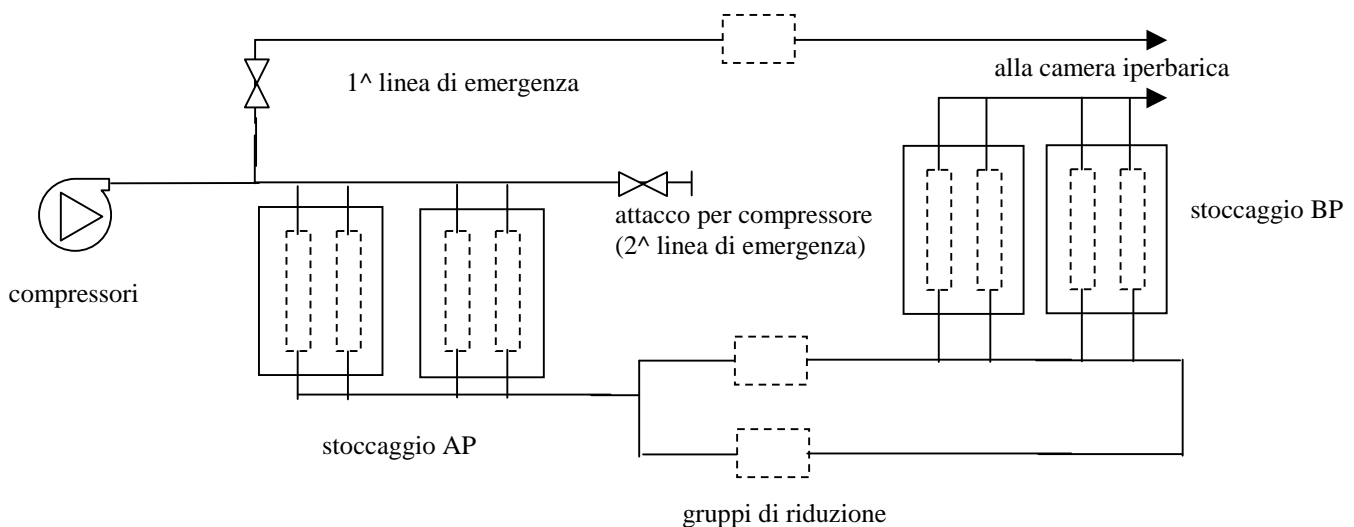 1^ linea di emergenza
alla camera iperbarica
attacco per compressore
(2^ linea di emergenza)
stoccaggio BP
compressori
stoccaggio AP
gruppi di riduzione